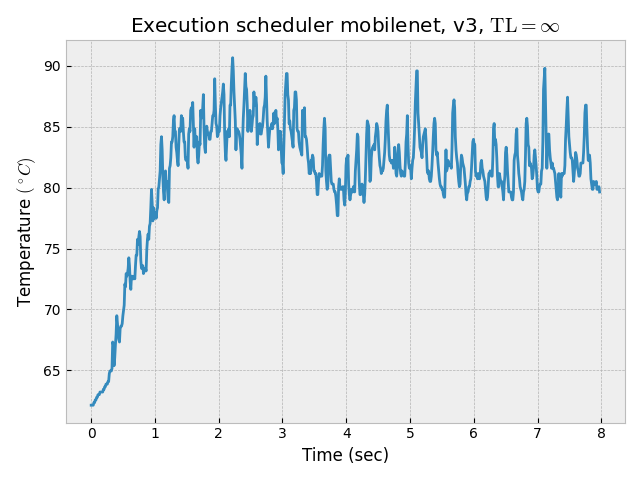 Execution scheduler mobilenet, v3, TL = ∞
Temperature (°C)
90
85
80
75
70
65
0 1 2 3 4 5 6 7 8
Time (sec)